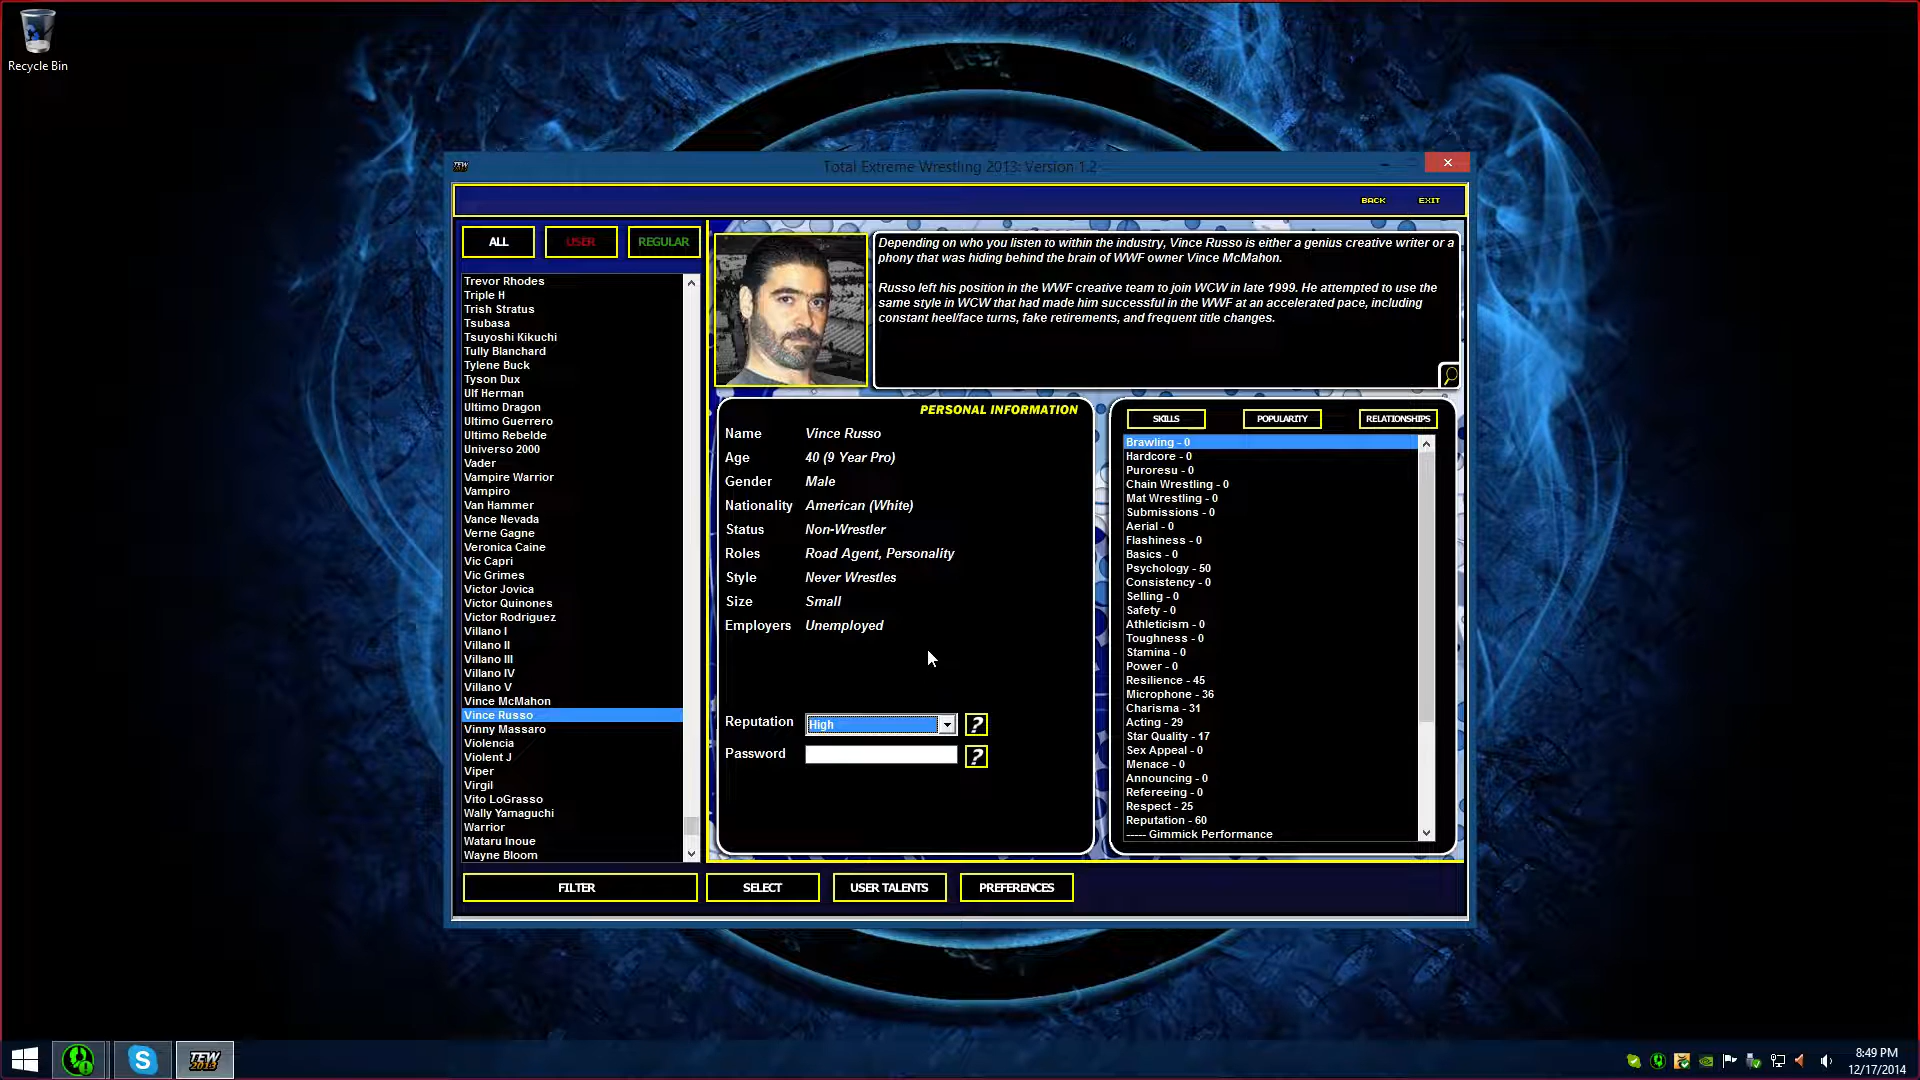 Recycle Bin
TEW
Total Extreme Wrestling 2013: Version 1.2
BACK
EXIT
ALL
USER
REGULAR
Trevor Rhodes
Triple H
Trish Stratus
Tsubasa
Tsuyoshi Kikuchi
Tully Blanchard
Tylene Buck
Tyson Dux
Ulf Herman
Ultimo Dragon
Ultimo Guerrero
Ultimo Rebelde
Universo 2000
Vader
Vampire Warrior
Vampiro
Van Hammer
Vance Nevada
Verne Gagne
Veronica Caine
Vic Capri
Vic Grimes
Victor Jovica
Victor Quinones
Victor Rodriguez
Villano I
Villano II
Villano III
Villano IV
Villano V
Vince McMahon
Vince Russo
Vinny Massaro
Violencia
Violent J
Viper
Virgil
Vito LoGrasso
Wally Yamaguchi
Warrior
Wataru Inoue
Wayne Bloom
Depending on who you listen to within the industry, Vince Russo is either a genius creative writer or a
phony that was hiding behind the brain of WWF owner Vince McMahon.
Russo left his position in the WWF creative team to join WCW in late 1999. He attempted to use the
same style in WCW that had made him successful in the WWF at an accelerated pace, including
constant heel/face turns, fake retirements, and frequent title changes.
PERSONAL INFORMATION
Name Vince Russo
Age 40 (9 Year Pro)
Gender Male
Nationality American (White)
Status Non-Wrestler
Roles Road Agent, Personality
Style Never Wrestles
Size Small
Employers Unemployed
Reputation High ?
Password ?
SKILLS
POPULARITY
RELATIONSHIPS
Brawling - 0
Hardcore - 0
Puroresu - 0
Chain Wrestling - 0
Mat Wrestling - 0
Submissions - 0
Aerial - 0
Flashiness - 0
Basics - 0
Psychology - 50
Consistency - 0
Selling - 0
Safety - 0
Athleticism - 0
Toughness - 0
Stamina - 0
Power - 0
Resilience - 45
Microphone - 36
Charisma - 31
Acting - 29
Star Quality - 17
Sex Appeal - 0
Menace - 0
Announcing - 0
Refereeing - 0
Respect - 25
Reputation - 60
----- Gimmick Performance
FILTER
SELECT
USER TALENTS
PREFERENCES
S
TEW
2013
8:49 PM
12/17/2014